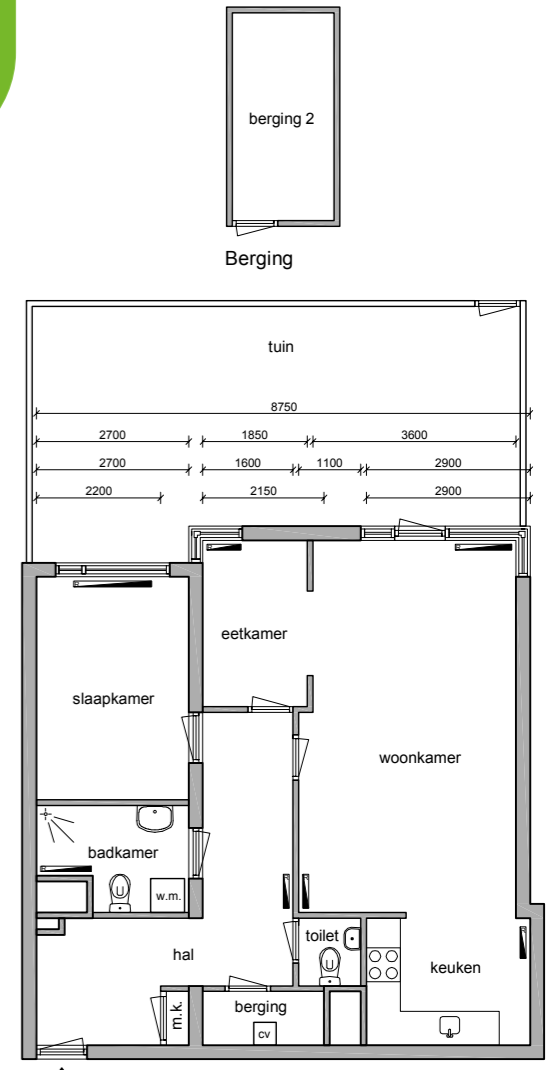 berging 2
Berging
tuin
8750
2700 1850 3600
2700 1600 1100 2900
2200 2150 2900
eetkamer
slaapkamer
woonkamer
badkamer
w.m.
toilet
hal
keuken
berging
m.k.
cv